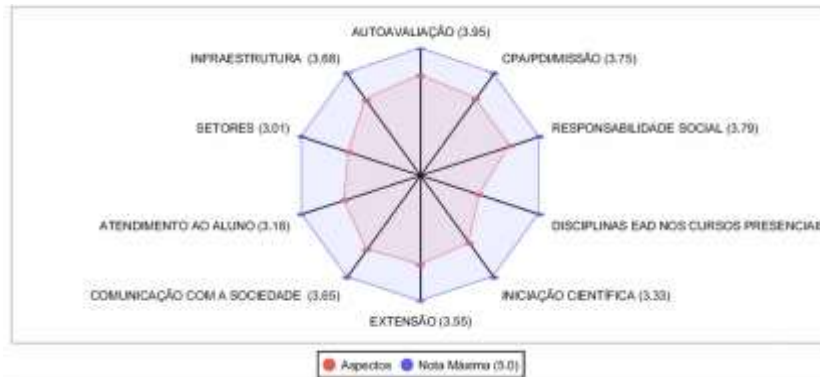 AUTOAVALIAÇÃO (3.95)
INFRAESTRUTURA (3.68)
CPA/PDI/MISSÃO (3.75)
SETORES (3.01)
RESPONSABILIDADE SOCIAL (3.79)
ATENDIMENTO AO ALUNO (3.18)
DISCIPLINAS EAD NOS CURSOS PRESENCIAIS
COMUNICAÇÃO COM A SOCIEDADE (3.65)
INICIAÇÃO CIENTÍFICA (3.33)
EXTENSÃO (3.55)
Aspectos Nota Máxima (5.0)